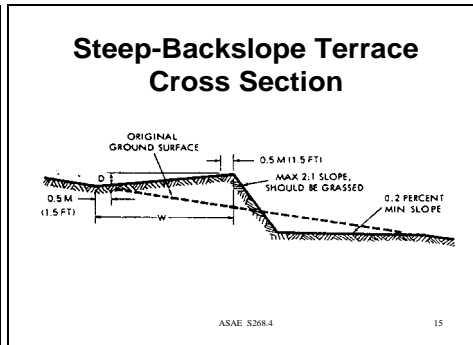 Steep-Backslope Terrace
Cross Section
ORIGINAL
GROUND SURFACE
0.5 M (1.5 FT)
D
MAX 2:1 SLOPE,
SHOULD BE GRASSED
0.5 M
(1.5 FT)
W
0.2 PERCENT
MIN SLOPE
ASAE S268.4
15